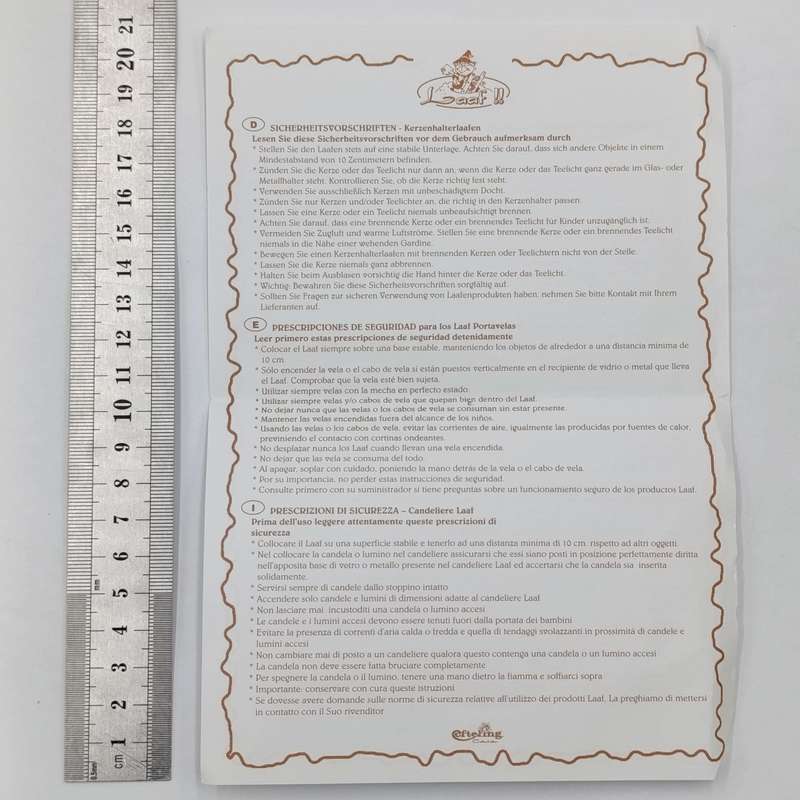 Laaf !!
D SICHERHEITSVORSCHRIFTEN - Kerzenhalterlaafen
Lesen Sie diese Sicherheitsvorschriften vor dem Gebrauch aufmerksam durch
* Stellen Sie den Laafen stets auf eine stabile Unterlage. Achten Sie darauf, dass sich andere Objekte in einem
Mindestabstand von 10 Zentimetern befinden.
* Zünden Sie die Kerze oder das Teelicht nur dann an, wenn die Kerze oder das Teelicht ganz gerade im Glas- oder
Metallhalter steht. Kontrollieren Sie, ob die Kerze richtig fest steht.
* Verwenden Sie ausschließlich Kerzen mit unbeschädigtem Docht.
* Zünden Sie nur Kerzen und/oder Teelichter an, die richtig in den Kerzenhalter passen.
* Lassen Sie eine Kerze oder ein Teelicht niemals unbeaufsichtigt brennen.
* Achten Sie darauf, dass eine brennende Kerze oder ein brennendes Teelicht für Kinder unzugänglich ist.
* Vermeiden Sie Zugluft und warme Luftströme. Stellen Sie eine brennende Kerze oder ein brennendes Teelicht
niemals in die Nähe einer wehenden Gardine.
* Bewegen Sie einen Kerzenhalterlaafen mit brennenden Kerzen oder Teelichtern nicht von der Stelle.
* Lassen Sie die Kerze niemals ganz abbrennen.
* Halten Sie beim Ausblasen vorsichtig die Hand hinter die Kerze oder das Teelicht.
* Wichtig: Bewahren Sie diese Sicherheitsvorschriften sorgfältig auf.
* Sollten Sie Fragen zur sicheren Verwendung von Laafenprodukten haben, nehmen Sie bitte Kontakt mit Ihrem
Lieferanten auf.
E PRESCRIPCIONES DE SEGURIDAD para los Laaf Portavelas
Leer primero estas prescripciones de seguridad detenidamente
* Colocar el Laaf siempre sobre una base estable, manteniendo los objetos de alrededor a una distancia mínima de
10 cm.
* Sólo encender la vela o el cabo de vela si están puestos verticalmente en el recipiente de vidrio o metal que lleva
el Laaf. Comprobar que la vela esté bien sujeta.
* Utilizar siempre velas con la mecha en perfecto estado.
* Utilizar siempre velas y/o cabos de vela que quepan bien dentro del Laaf.
* No dejar nunca que las velas o los cabos de vela se consuman sin estar presente.
* Mantener las velas encendidas fuera del alcance de los niños.
* Usando las velas o los cabos de vela, evitar las corrientes de aire, igualmente las producidas por fuentes de calor,
previniendo el contacto con cortinas ondeantes.
* No desplazar nunca los Laaf cuando llevan una vela encendida.
* No dejar que las vela se consuma del todo.
* Al apagar, soplar con cuidado, poniendo la mano detrás de la vela o el cabo de vela.
* Por su importancia, no perder estas instrucciones de seguridad.
* Consulte primero con su suministrador si tiene preguntas sobre un funcionamiento seguro de los productos Laaf.
I PRESCRIZIONI DI SICUREZZA – Candeliere Laaf
Prima dell'uso leggere attentamente queste prescrizioni di
sicurezza
* Collocare il Laaf su una superficie stabile e tenerlo ad una distanza minima di 10 cm. rispetto ad altri oggetti.
* Nel collocare la candela o lumino nel candeliere assicurarsi che essi siano posti in posizione perfettamente diritta
nell'apposita base di vetro o metallo presente nel candeliere Laaf ed accertarsi che la candela sia inserita
solidamente.
* Servirsi sempre di candele dallo stoppino intatto
* Accendere solo candele e lumini di dimensioni adatte al candeliere Laaf
* Non lasciare mai incustoditi una candela o lumino accesi
* Le candele e i lumini accesi devono essere tenuti fuori dalla portata dei bambini
* Evitare la presenza di correnti d'aria calda o tredda e quella di tendaggi svolazzanti in prossimità di candele e
lumini accesi
* Non cambiare mai di posto a un candeliere qualora questo contenga una candela o un lumino accesi
* La candela non deve essere fatta bruciare completamente
* Per spegnere la candela o il lumino, tenere una mano dietro la fiamma e soffiarci sopra
* Importante: conservare con cura queste istruzioni
* Se dovesse avere domande sulle norme di sicurezza relative all'utilizzo dei prodotti Laaf, La preghiamo di mettersi
in contatto con il Suo rivenditor
efteling
Casa
21
20
19
18
17
16
15
14
13
12
11
10
9
8
7
6
mm
5
4
3
2
1
cm
0.5mm